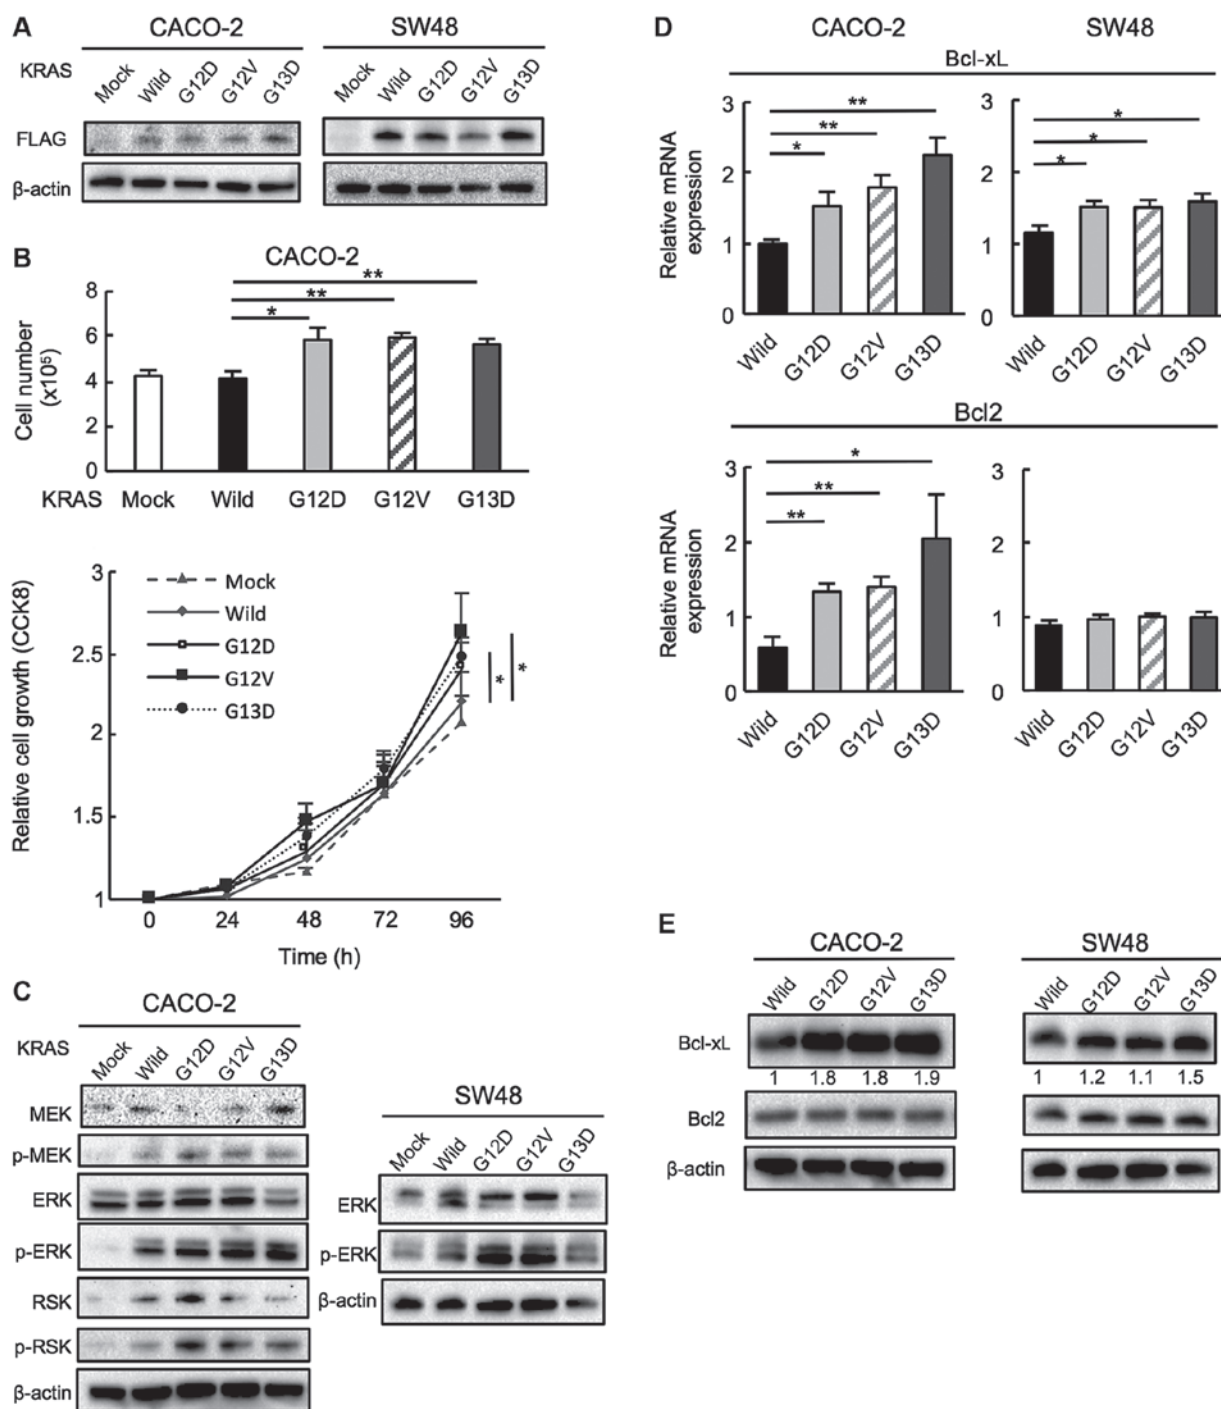 A
CACO-2
SW48
KRAS
Mock
Wild
G12D
G12V
G13D
Mock
Wild
G12D
G12V
G13D
FLAG
β-actin
B
CACO-2
Cell number
(x10⁵)
8
6
4
2
0
*
**
**
KRAS Mock Wild G12D G12V G13D
Relative cell growth (CCK8)
3
2.5
2
1.5
1
Mock
Wild
G12D
G12V
G13D
*
*
0 24 48 72 96
Time (h)
C
CACO-2
KRAS
Mock
Wild
G12D
G12V
G13D
MEK
p-MEK
ERK
p-ERK
RSK
p-RSK
β-actin
SW48
Mock
Wild
G12D
G12V
G13D
ERK
p-ERK
β-actin
D
CACO-2
SW48
Bcl-xL
Relative mRNA
expression
3
2
1
0
*
**
**
Wild
G12D
G12V
G13D
3
2
1
0
*
*
*
Wild
G12D
G12V
G13D
Bcl2
Relative mRNA
expression
3
2
1
0
**
**
*
Wild
G12D
G12V
G13D
3
2
1
0
Wild
G12D
G12V
G13D
E
CACO-2
SW48
Wild
G12D
G12V
G13D
Wild
G12D
G12V
G13D
Bcl-xL
1 1.8 1.8 1.9
1 1.2 1.1 1.5
Bcl2
β-actin